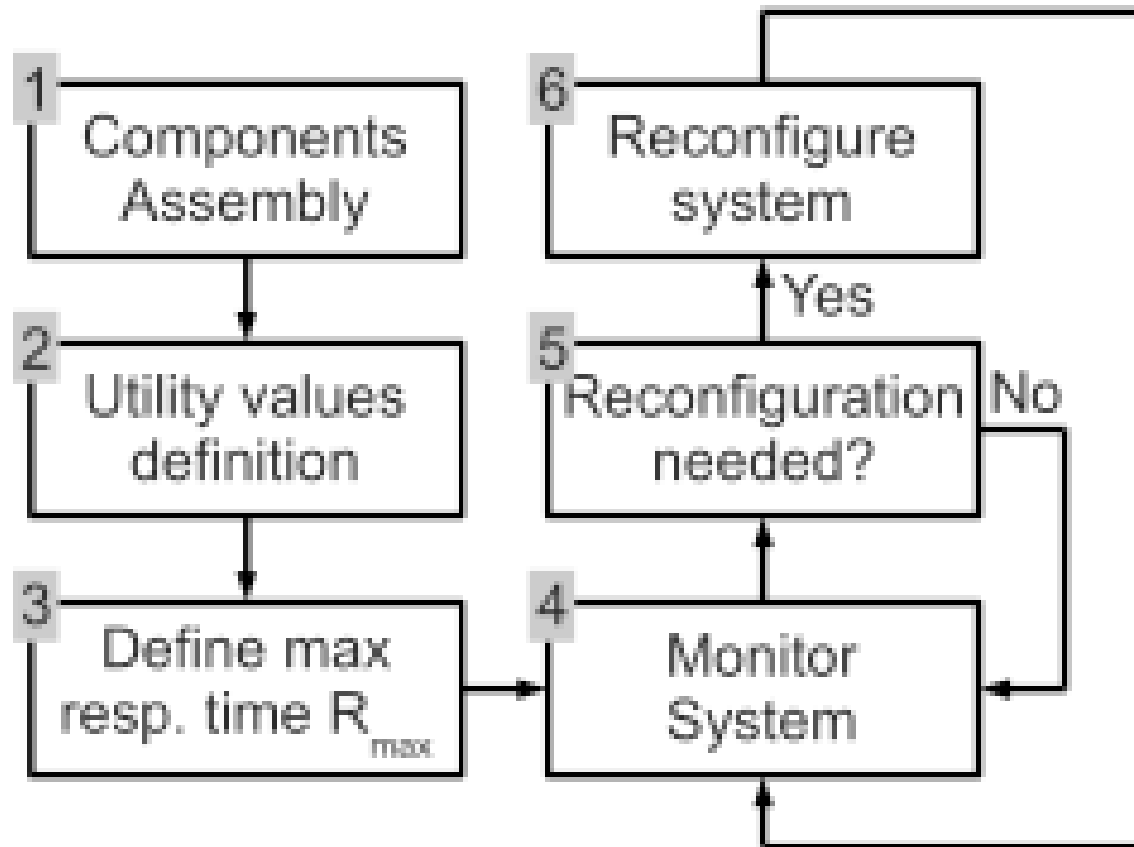 1
Components
Assembly
2
Utility values
definition
3
Define max
resp. time Rmax
4
Monitor
System
5
Reconfiguration
needed?
No
Yes
6
Reconfigure
system